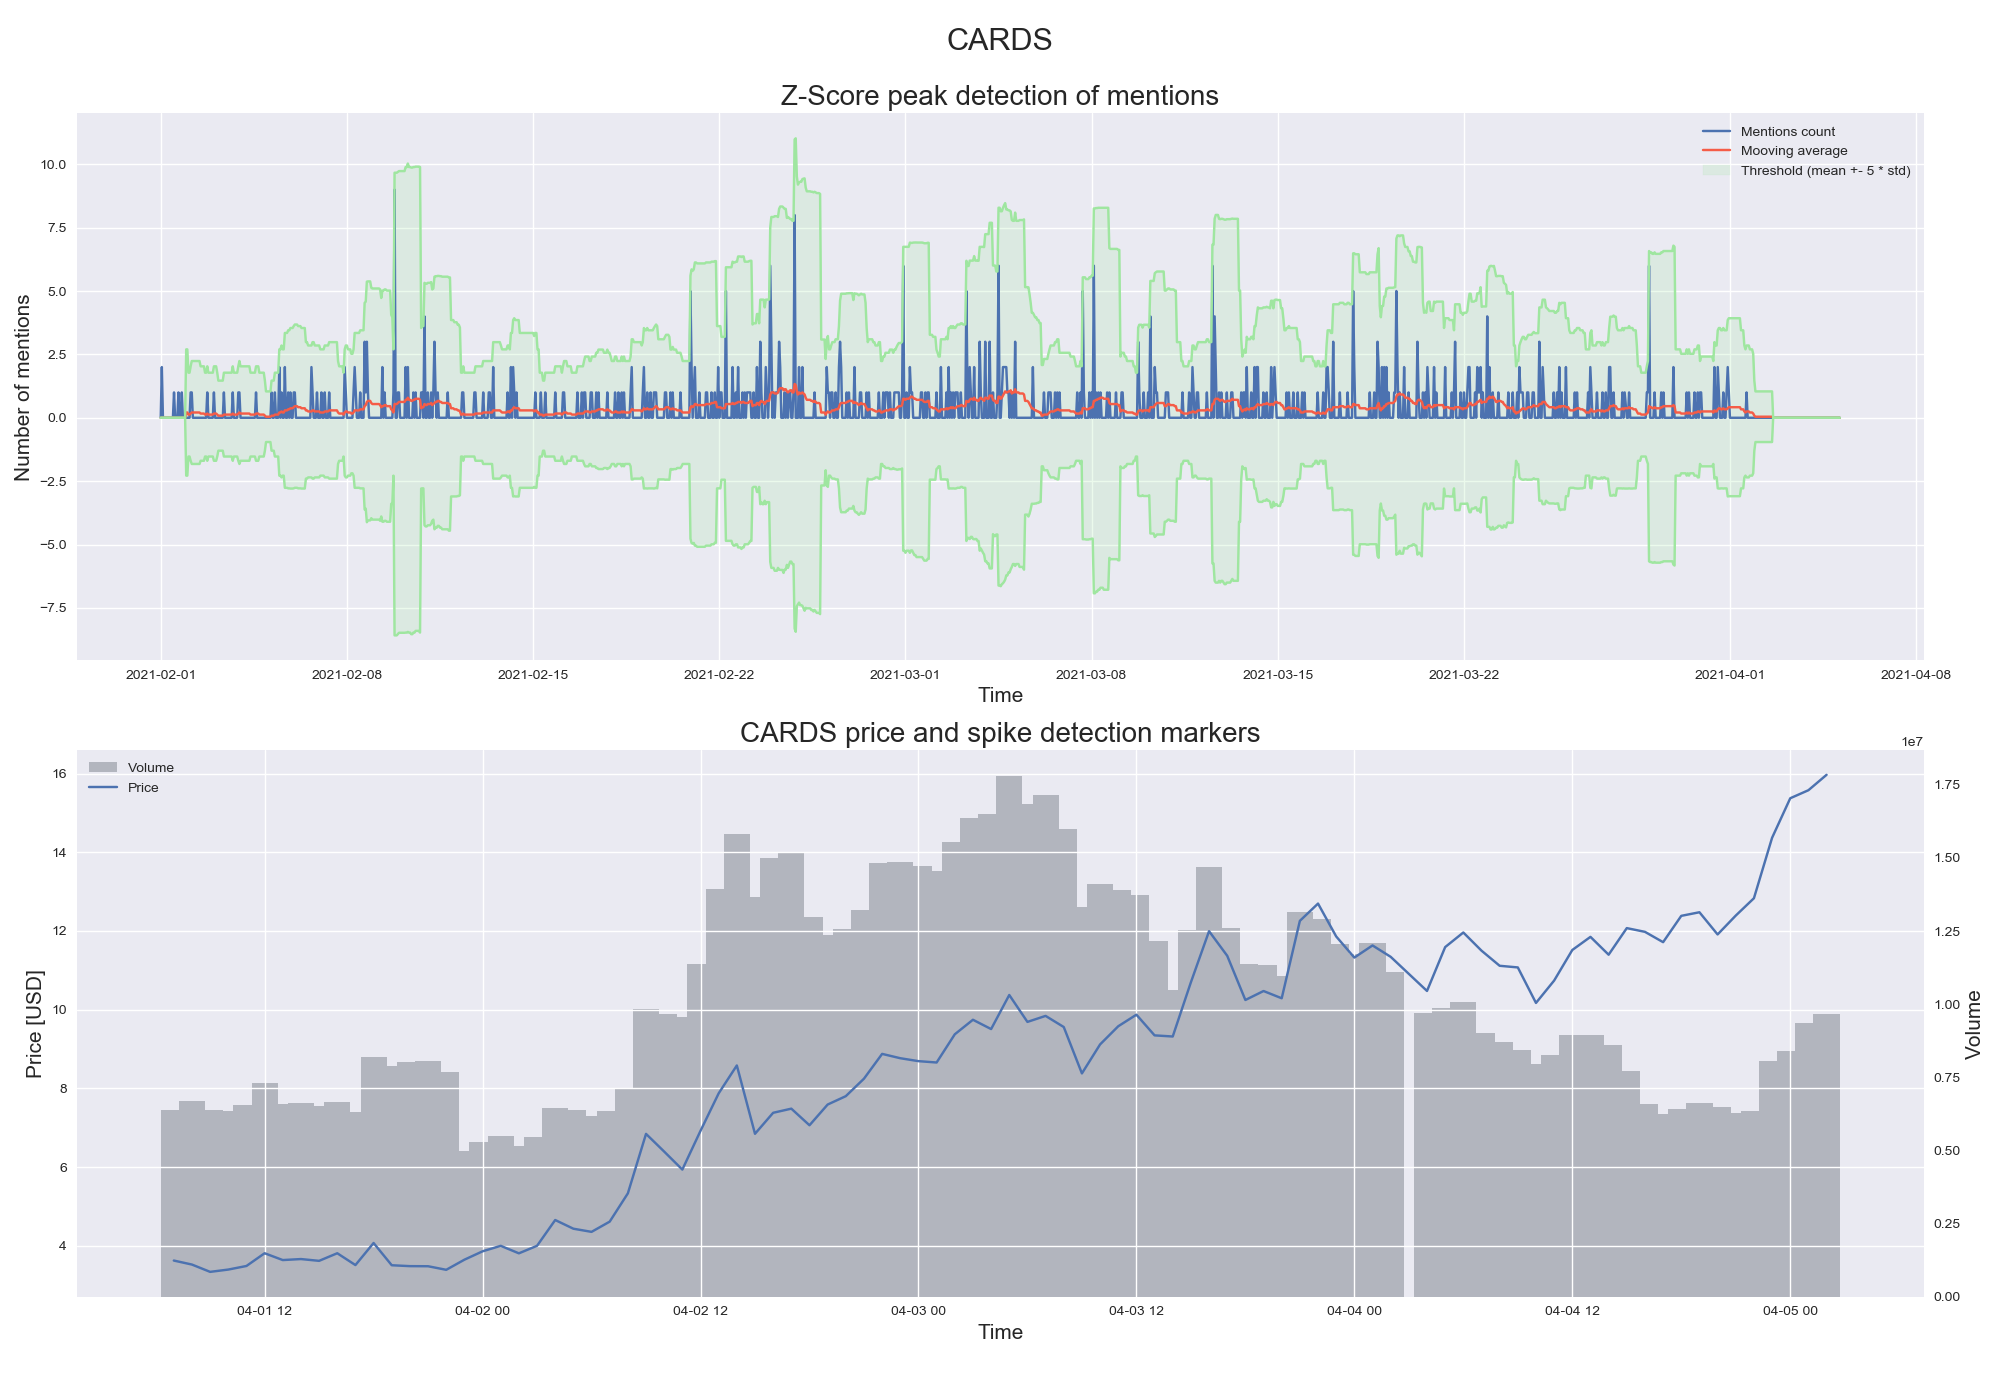 CARDS
Z-Score peak detection of mentions
Mentions count
Mooving average
Threshold (mean +- 5 * std)
Number of mentions
10.0
7.5
5.0
2.5
0.0
−2.5
−5.0
−7.5
2021-02-01 2021-02-08 2021-02-15 2021-02-22 2021-03-01 2021-03-08 2021-03-15 2021-03-22 2021-04-01 2021-04-08
Time
CARDS price and spike detection markers
1e7
Volume
Price
Price [USD]
16
14
12
10
8
6
4
1.75
1.50
1.25
1.00
0.75
0.50
0.25
0.00
Volume
04-01 12 04-02 00 04-02 12 04-03 00 04-03 12 04-04 00 04-04 12 04-05 00
Time